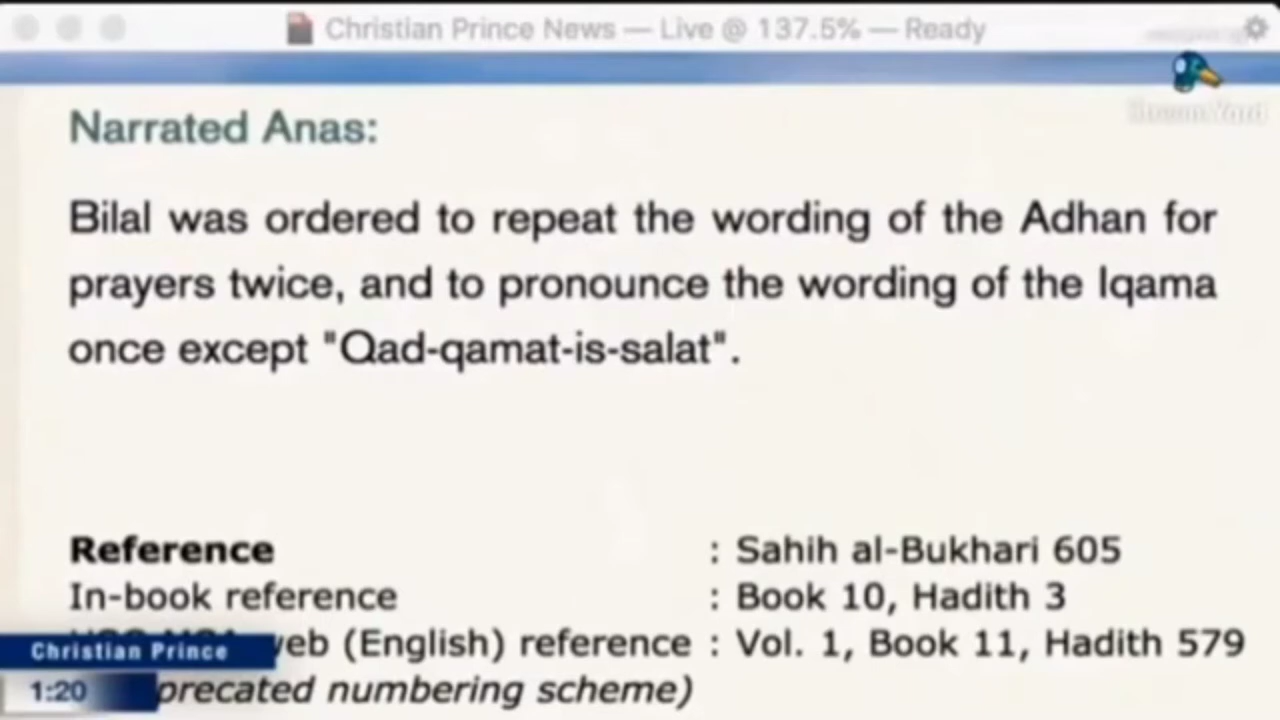 Christian Prince News — Live @ 137.5% — Ready
Narrated Anas:
Bilal was ordered to repeat the wording of the Adhan for
prayers twice, and to pronounce the wording of the Iqama
once except "Qad-qamat-is-salat".
Reference : Sahih al-Bukhari 605
In-book reference : Book 10, Hadith 3
web (English) reference : Vol. 1, Book 11, Hadith 579
precated numbering scheme)
Christian Prince
1:20